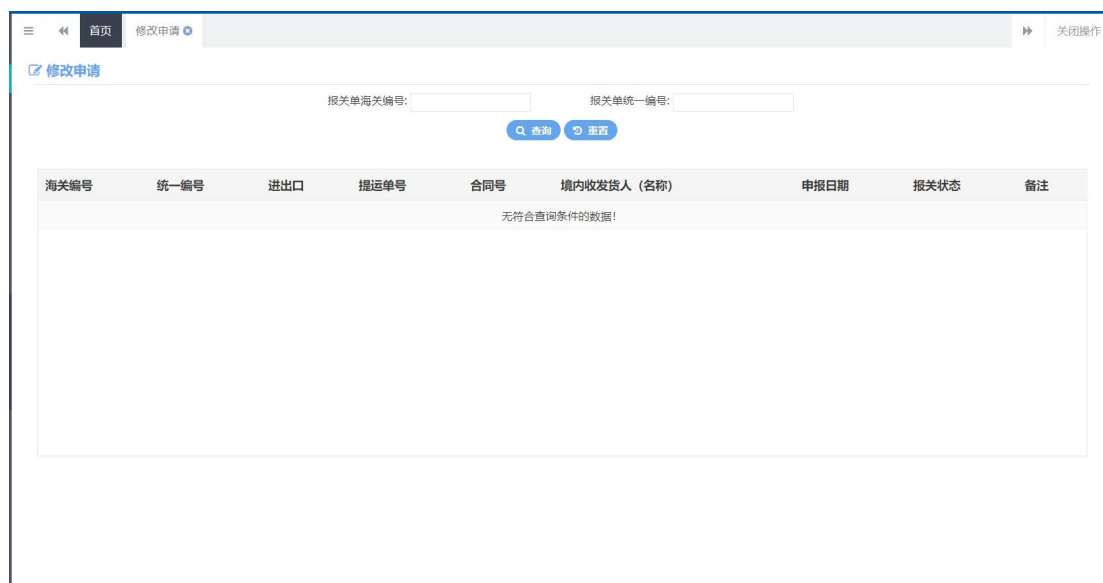 首页 修改申请 关闭操作
修改申请
报关单海关编号: 报关单统一编号:
查询 重置
海关编号 统一编号 进出口 提运单号 合同号 境内收发货人（名称） 申报日期 报关状态 备注
无符合查询条件的数据!